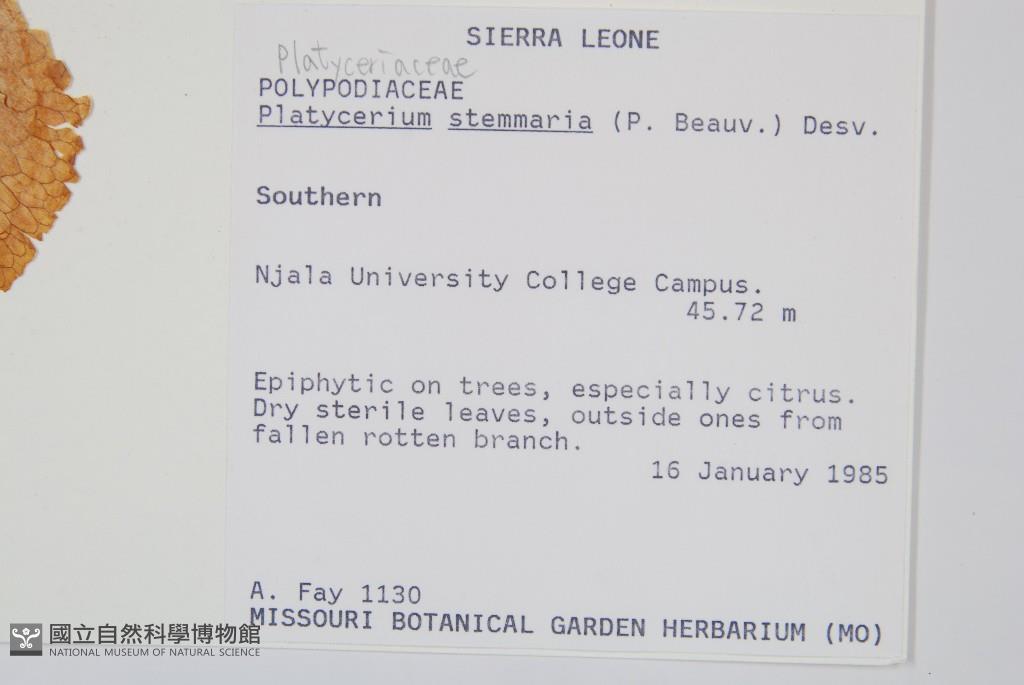 SIERRA LEONE
Platyceriaceae
POLYPODIACEAE
Platycerium stemmaria (P. Beauv.) Desv.
Southern
Njala University College Campus.
45.72 m
Epiphytic on trees, especially citrus.
Dry sterile leaves, outside ones from
fallen rotten branch.
16 January 1985
A. Fay 1130
MISSOURI BOTANICAL GARDEN HERBARIUM (MO)
國立自然科學博物館
NATIONAL MUSEUM OF NATURAL SCIENCE